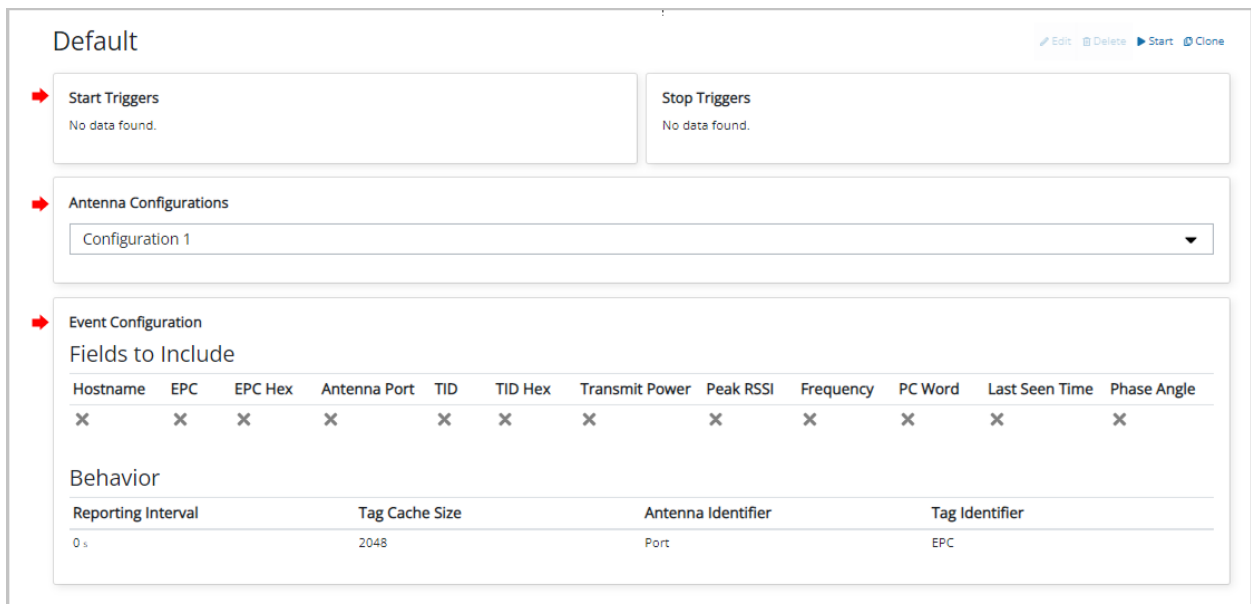 Default
Edit Delete Start Clone
Start Triggers
No data found.
Stop Triggers
No data found.
Antenna Configurations
Configuration 1
Event Configuration
Fields to Include
Hostname EPC EPC Hex Antenna Port TID TID Hex Transmit Power Peak RSSI Frequency PC Word Last Seen Time Phase Angle
Behavior
Reporting Interval Tag Cache Size Antenna Identifier Tag Identifier
0 s 2048 Port EPC